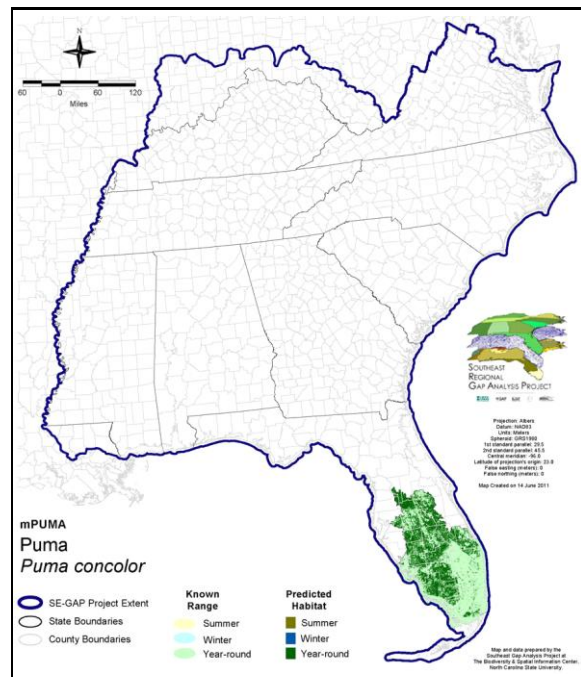 N
60 0 60 120
Miles
SOUTHEAST
REGIONAL
GAP ANALYSIS PROJECT
Projection: Albers
Datum: NAD83
Units: Meters
Spheroid: GRS1980
1st standard parallel: 29.5
2nd standard parallel: 45.5
Central meridian: -96.0
Latitude of projection's origin: 23.0
False easting (meters): 0
False northing (meters): 0
Map Created on 14 June 2011
mPUMA
Puma
Puma concolor
SE-GAP Project Extent
State Boundaries
County Boundaries
Known
Range
Summer
Winter
Year-round
Predicted
Habitat
Summer
Winter
Year-round
Map and data prepared by the
Southeast Gap Analysis Project at
The Biodiversity & Spatial Information Center,
North Carolina State University.